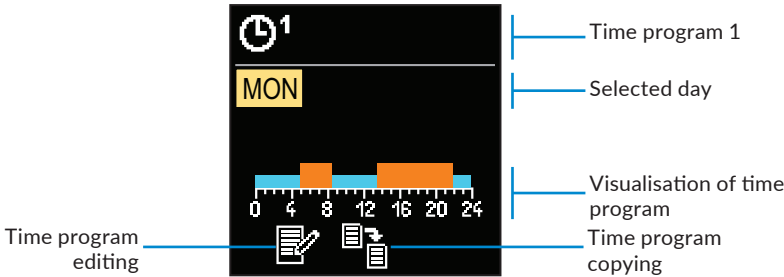 1
Time program 1
MON
Selected day
Visualisation of time
program
0 4 8 12 16 20 24
Time program
editing
Time program
copying